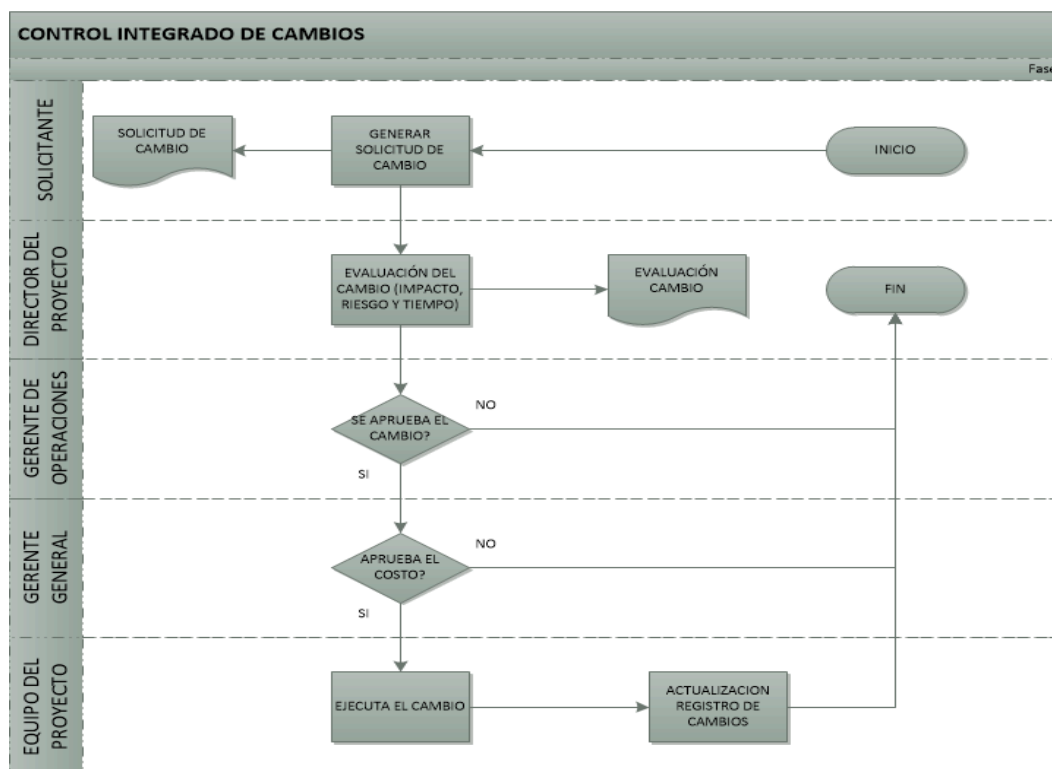 CONTROL INTEGRADO DE CAMBIOS
Fase
SOLICITANTE
SOLICITUD DE
CAMBIO
GENERAR
SOLICITUD DE
CAMBIO
INICIO
DIRECTOR DEL
PROYECTO
EVALUACIÓN DEL
CAMBIO (IMPACTO,
RIESGO Y TIEMPO)
EVALUACIÓN
CAMBIO
FIN
GERENTE DE
OPERACIONES
SE APRUEBA EL
CAMBIO?
NO
SI
GERENTE
GENERAL
APRUEBA EL
COSTO?
NO
SI
EQUIPO DEL
PROYECTO
EJECUTA EL CAMBIO
ACTUALIZACION
REGISTRO DE
CAMBIOS